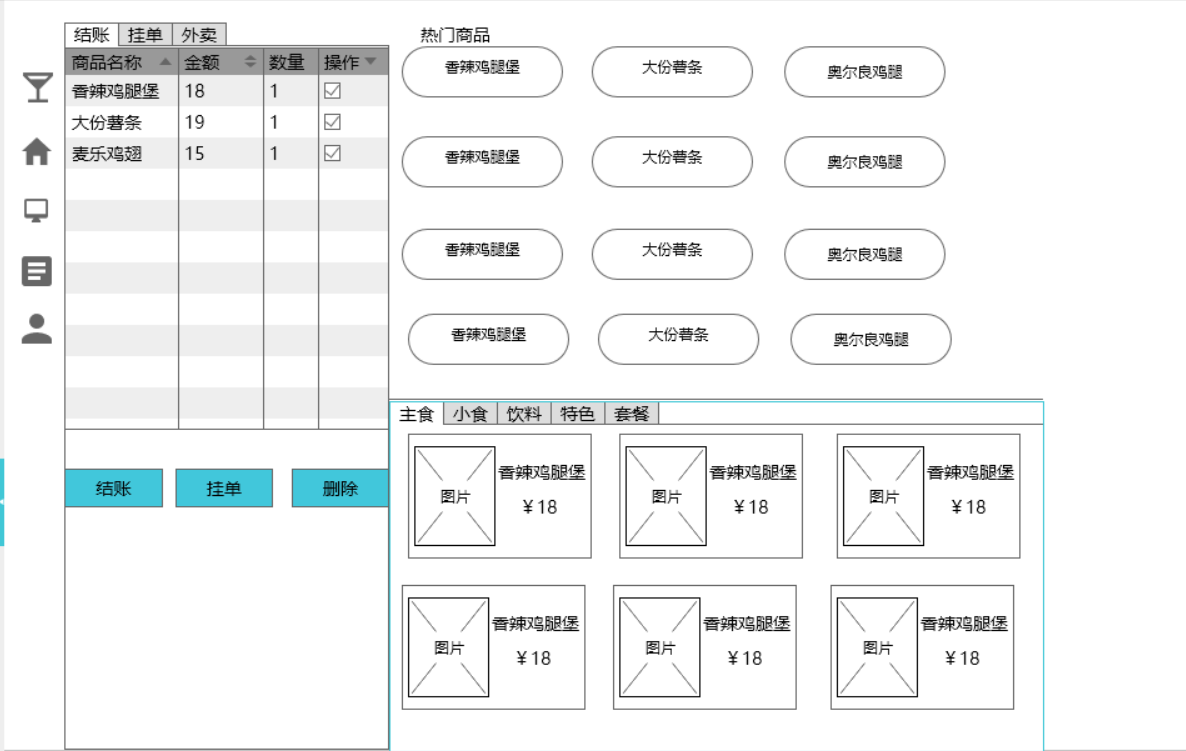 结账 挂单 外卖
商品名称 金额 数量 操作
香辣鸡腿堡 18 1
大份薯条 19 1
麦乐鸡翅 15 1
结账 挂单 删除
热门商品
香辣鸡腿堡 大份薯条 奥尔良鸡腿
香辣鸡腿堡 大份薯条 奥尔良鸡腿
香辣鸡腿堡 大份薯条 奥尔良鸡腿
香辣鸡腿堡 大份薯条 奥尔良鸡腿
主食 小食 饮料 特色 套餐
香辣鸡腿堡 香辣鸡腿堡 香辣鸡腿堡
图片 ¥18 图片 ¥18 图片 ¥18
香辣鸡腿堡 香辣鸡腿堡 香辣鸡腿堡
图片 ¥18 图片 ¥18 图片 ¥18